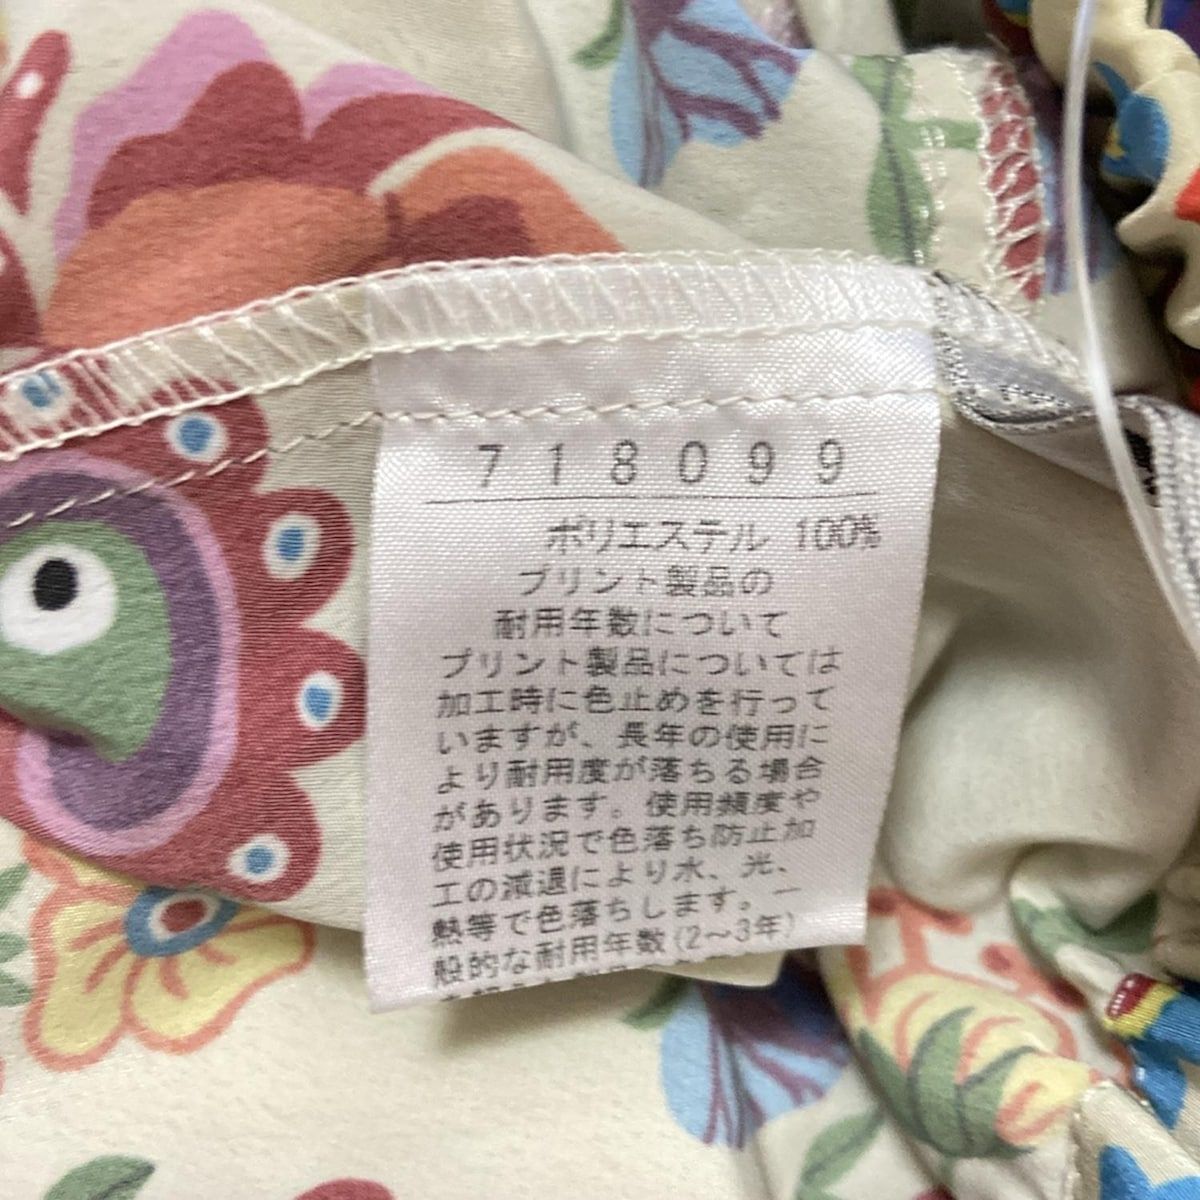 718099
ポリエステル 100%
プリント製品の
耐用年数について
プリント製品については
加工時に色止めを行って
いますが、長年の使用に
より耐用度が落ちる場合
があります。使用頻度や
使用状況で色落ち防止加
工の減退により水、光、
熱等で色落ちします。一
般的な耐用年数(2～3年)